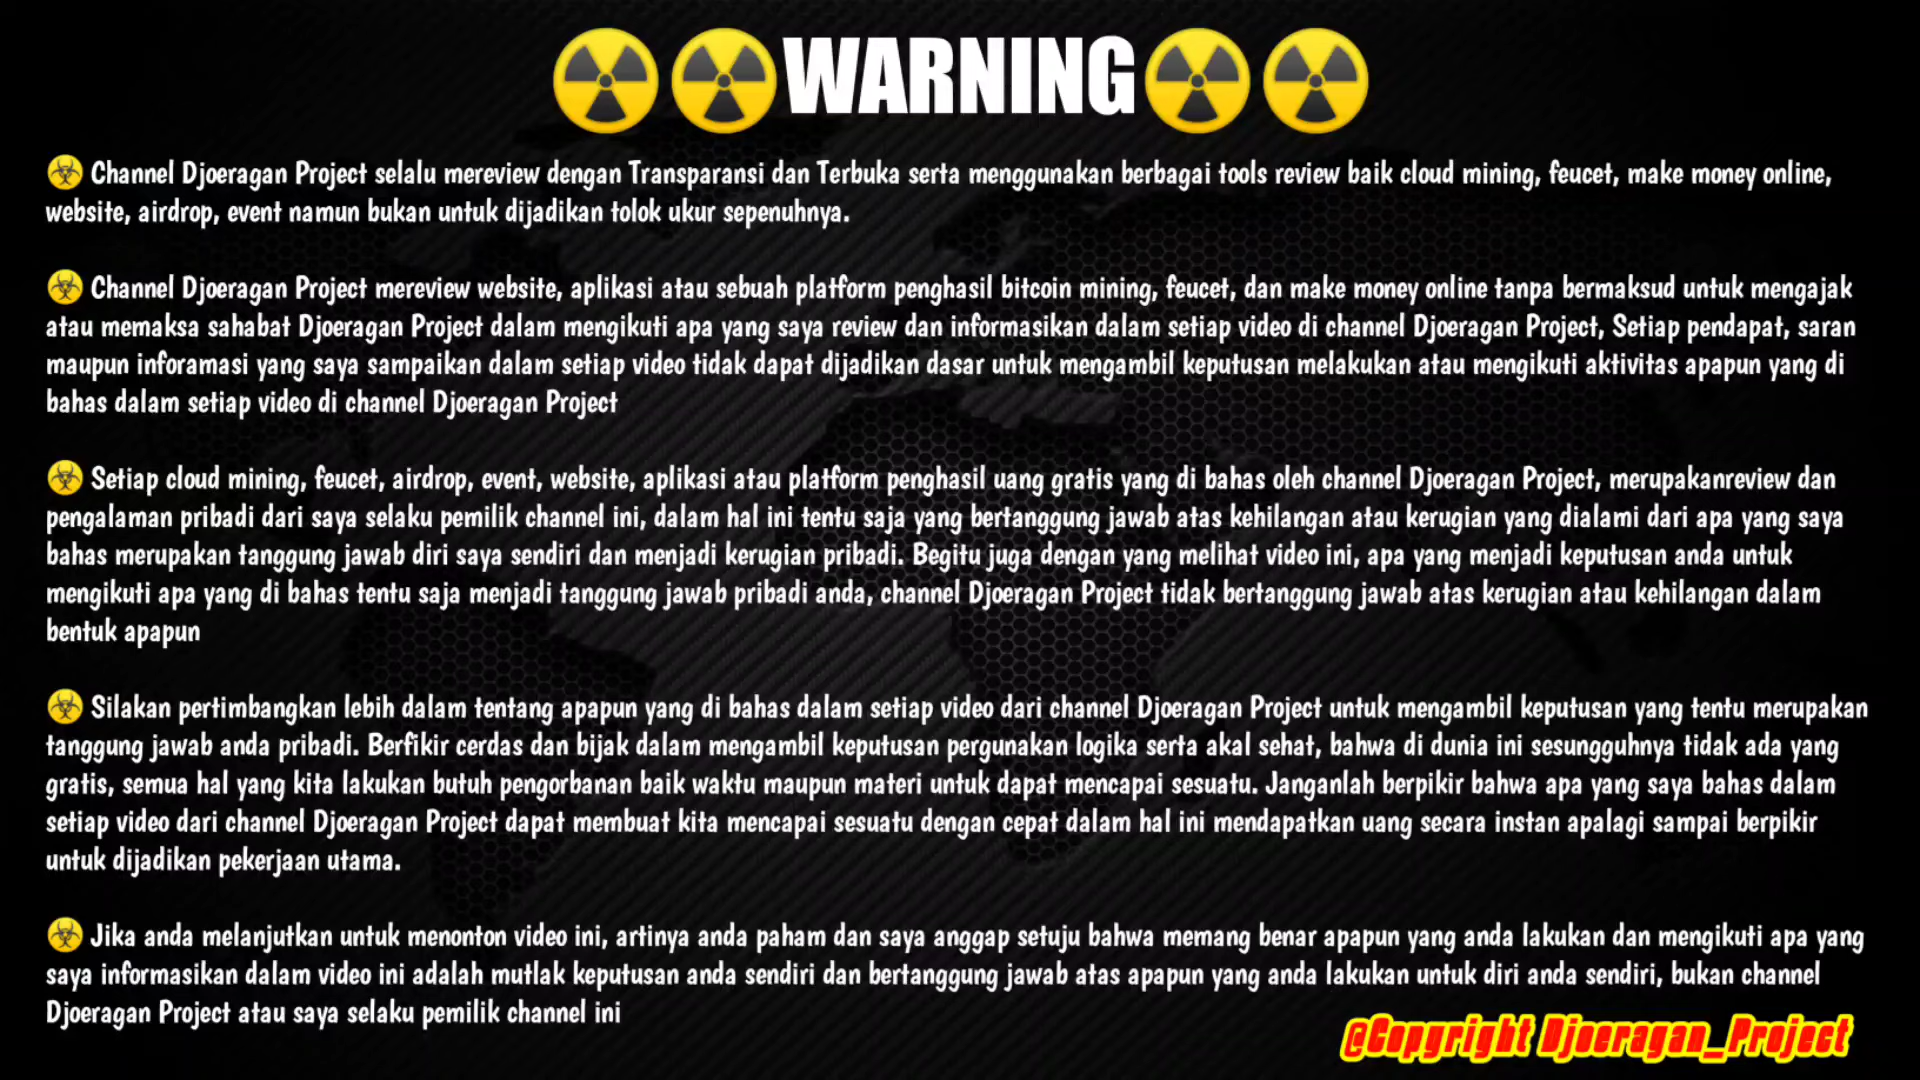 ☢☢WARNING☢☢
☣ Channel Djoeragan Project selalu mereview dengan Transparansi dan Terbuka serta menggunakan berbagai tools review baik cloud mining, feucet, make money online,
website, airdrop, event namun bukan untuk dijadikan tolok ukur sepenuhnya.
☣ Channel Djoeragan Project mereview website, aplikasi atau sebuah platform penghasil bitcoin mining, feucet, dan make money online tanpa bermaksud untuk mengajak
atau memaksa sahabat Djoeragan Project dalam mengikuti apa yang saya review dan informasikan dalam setiap video di channel Djoeragan Project, Setiap pendapat, saran
maupun inforamasi yang saya sampaikan dalam setiap video tidak dapat dijadikan dasar untuk mengambil keputusan melakukan atau mengikuti aktivitas apapun yang di
bahas dalam setiap video di channel Djoeragan Project
☣ Setiap cloud mining, feucet, airdrop, event, website, aplikasi atau platform penghasil uang gratis yang di bahas oleh channel Djoeragan Project, merupakanreview dan
pengalaman pribadi dari saya selaku pemilik channel ini, dalam hal ini tentu saja yang bertanggung jawab atas kehilangan atau kerugian yang dialami dari apa yang saya
bahas merupakan tanggung jawab diri saya sendiri dan menjadi kerugian pribadi. Begitu juga dengan yang melihat video ini, apa yang menjadi keputusan anda untuk
mengikuti apa yang di bahas tentu saja menjadi tanggung jawab pribadi anda, channel Djoeragan Project tidak bertanggung jawab atas kerugian atau kehilangan dalam
bentuk apapun
☣ Silakan pertimbangkan lebih dalam tentang apapun yang di bahas dalam setiap video dari channel Djoeragan Project untuk mengambil keputusan yang tentu merupakan
tanggung jawab anda pribadi. Berfikir cerdas dan bijak dalam mengambil keputusan pergunakan logika serta akal sehat, bahwa di dunia ini sesungguhnya tidak ada yang
gratis, semua hal yang kita lakukan butuh pengorbanan baik waktu maupun materi untuk dapat mencapai sesuatu. Janganlah berpikir bahwa apa yang saya bahas dalam
setiap video dari channel Djoeragan Project dapat membuat kita mencapai sesuatu dengan cepat dalam hal ini mendapatkan uang secara instan apalagi sampai berpikir
untuk dijadikan pekerjaan utama.
☣ Jika anda melanjutkan untuk menonton video ini, artinya anda paham dan saya anggap setuju bahwa memang benar apapun yang anda lakukan dan mengikuti apa yang
saya informasikan dalam video ini adalah mutlak keputusan anda sendiri dan bertanggung jawab atas apapun yang anda lakukan untuk diri anda sendiri, bukan channel
Djoeragan Project atau saya selaku pemilik channel ini
@Copyright Djoeragan_Project